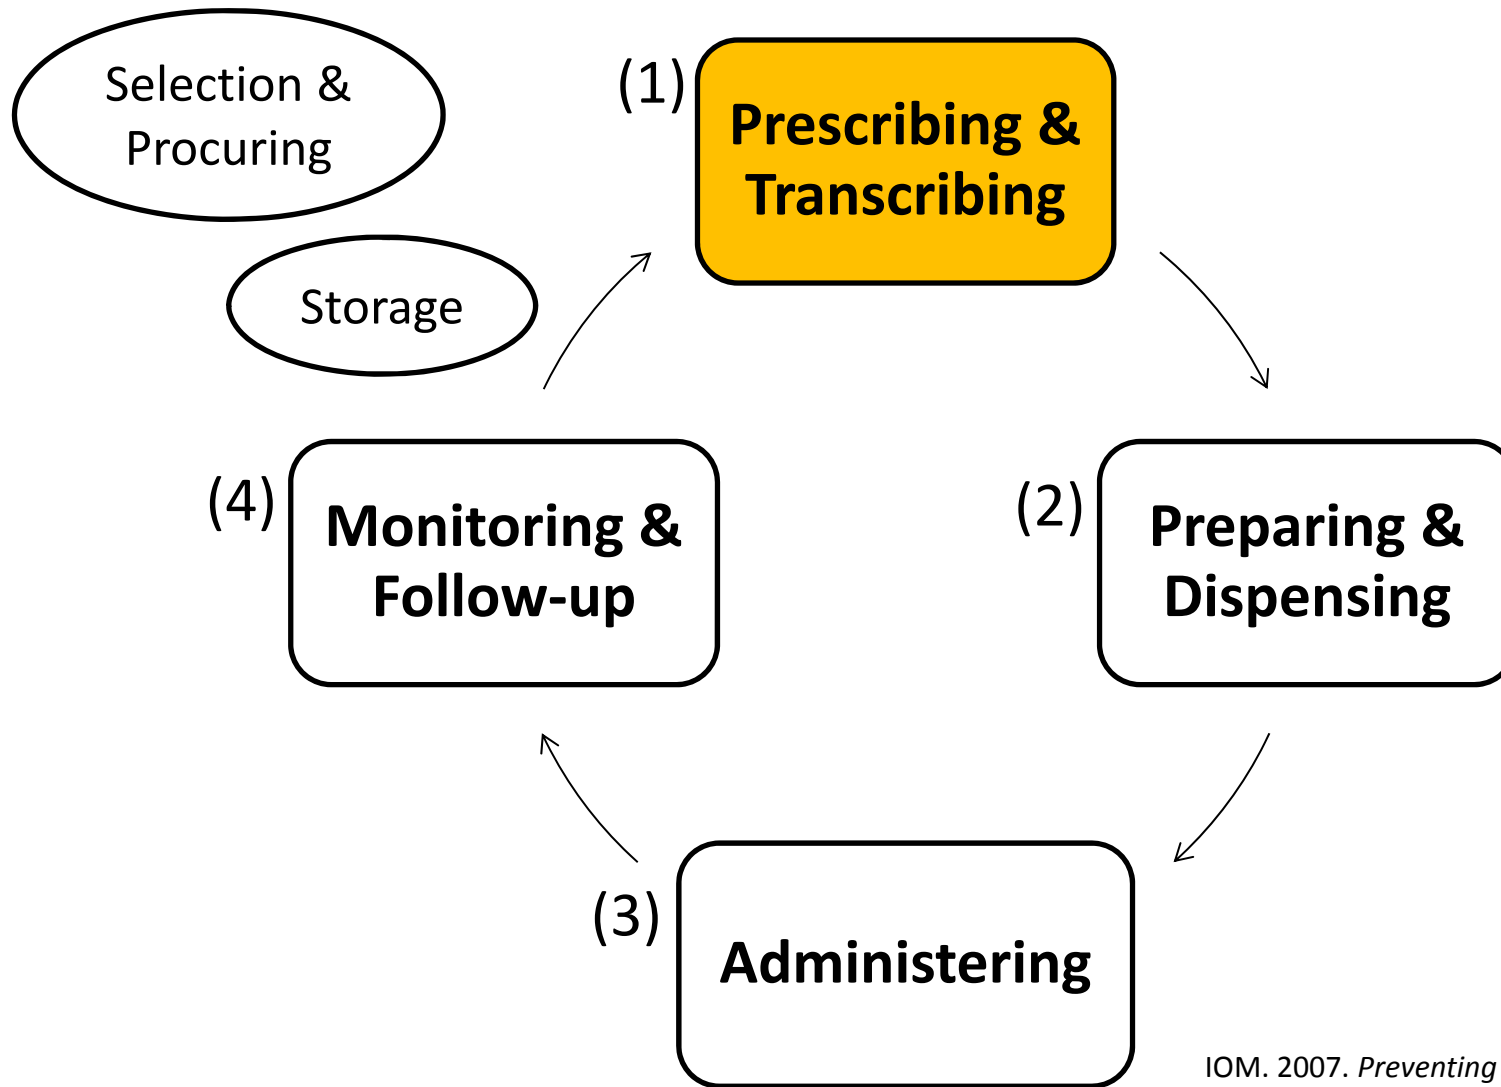 Selection &
Procuring
Storage
(1)
Prescribing &
Transcribing
(2)
Preparing &
Dispensing
(3)
Administering
(4)
Monitoring &
Follow-up
IOM. 2007. Preventing